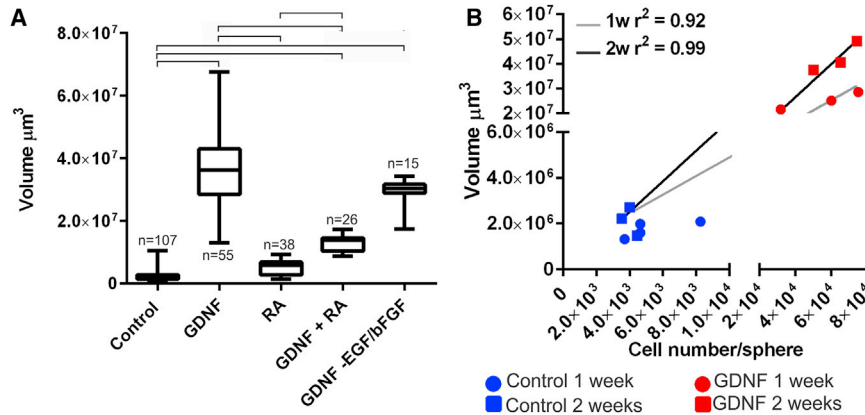 A
Volume μm³
8.0×10⁷
6.0×10⁷
4.0×10⁷
2.0×10⁷
0
n=107
n=55
n=38
n=26
n=15
Control
GDNF
RA
GDNF + RA
GDNF -EGF/bFGF
B
1w r² = 0.92
2w r² = 0.99
Volume μm³
6×10⁷
5×10⁷
4×10⁷
3×10⁷
2×10⁷
6.0×10⁶
4.0×10⁶
2.0×10⁶
0
0
2.0×10³
4.0×10³
6.0×10³
8.0×10³
1.0×10⁴
2×10⁴
4×10⁴
6×10⁴
8×10⁴
Cell number/sphere
Control 1 week
GDNF 1 week
Control 2 weeks
GDNF 2 weeks